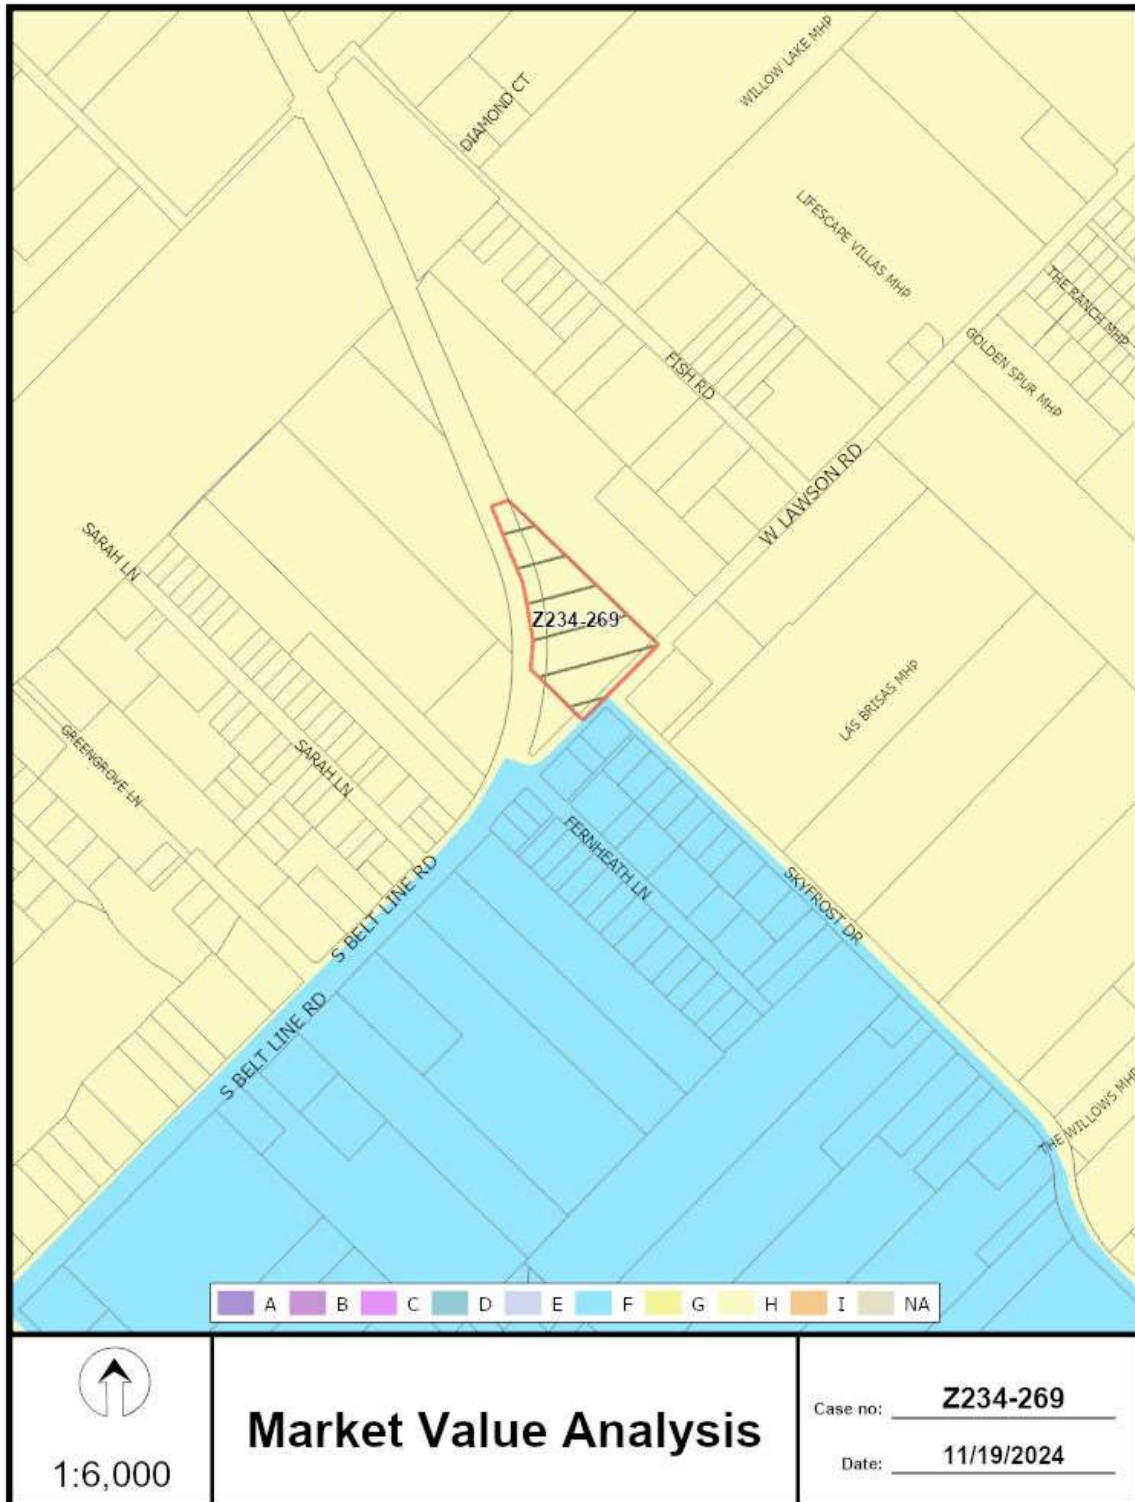 WILLOW LAKE MHP
DIAMOND CT
LIFESCAPE VILLAS MHP
THE RANCH MHP
GOLDEN SPUR MHP
FISH RD
W LAWSON RD
SARAH LN
Z234-269
LAS BRISAS MHP
GREENGROVE LN
SARAH LN
FERNHEATH LN
SKYFROST DR
S BELT LINE RD
S BELT LINE RD
THE WILLOWS MHP
A B C D E F G H I NA
1:6,000
Market Value Analysis
Case no: Z234-269
Date: 11/19/2024